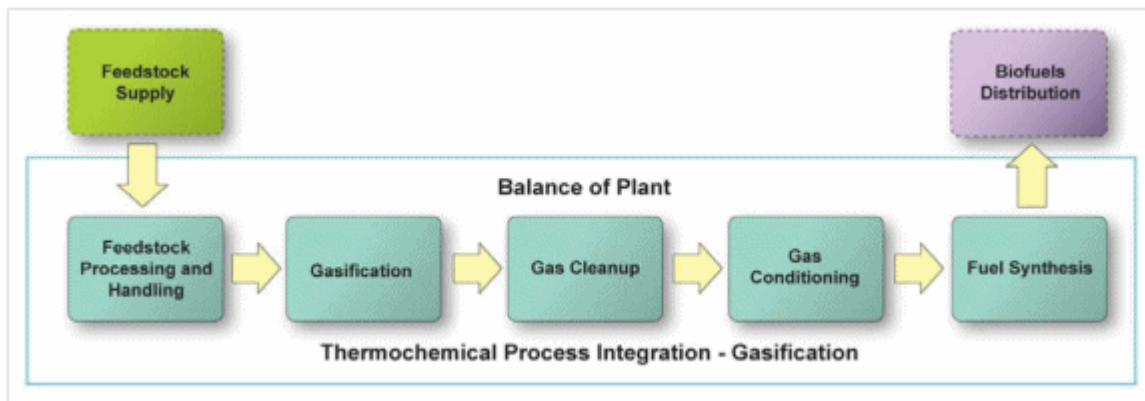 Feedstock
Supply
Biofuels
Distribution
Balance of Plant
Feedstock
Processing and
Handling
Gasification
Gas Cleanup
Gas
Conditioning
Fuel Synthesis
Thermochemical Process Integration - Gasification